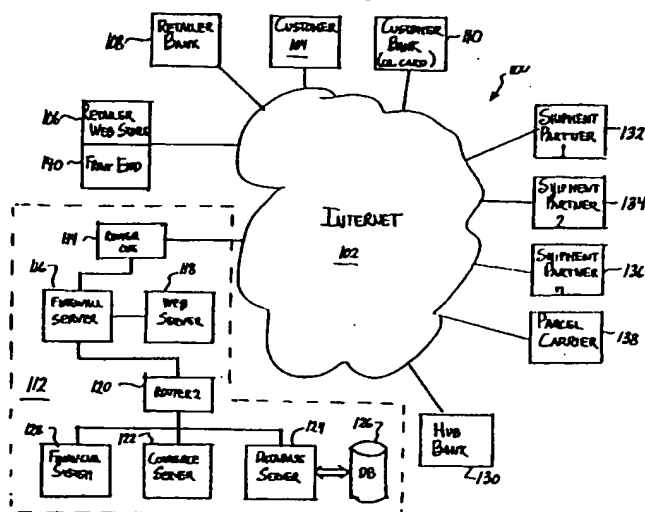 108
RETAILER
BANK
CUSTOMER
104
CUSTOMER
BANK
(CR. CARD)
110
100
106
RETAILER
WEB STORE
140
FRONT END
SHIPMENT
PARTNER
1
132
SHIPMENT
PARTNER
2
134
SHIPMENT
PARTNER
n
136
PARCEL
CARRIER
138
INTERNET
102
114
ROUTER
ONE
116
FIREWALL
SERVER
118
WEB
SERVER
112
120
ROUTER 2
128
FINANCIAL
SYSTEM
122
COMMERCE
SERVER
124
DATABASE
SERVER
126
DB
HUB
BANK
130